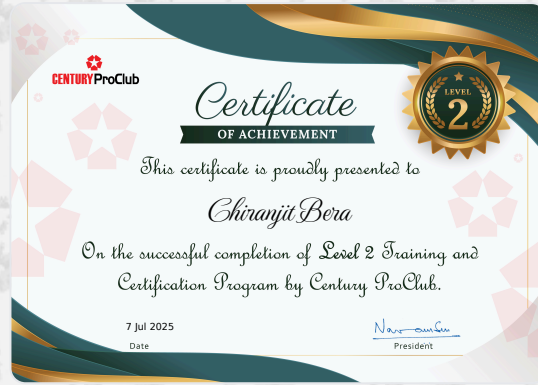 CENTURY ProClub
Certificate
OF ACHIEVEMENT
LEVEL
2
This certificate is proudly presented to
Chiranjit Bera
On the successful completion of Level 2 Training and
Certification Program by Century ProClub.
7 Jul 2025
Date
President